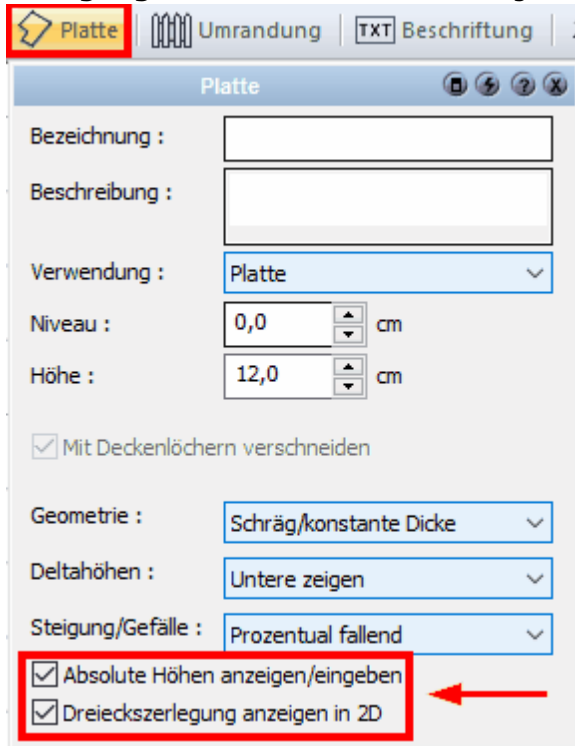 Platte Umrandung TXT Beschriftung
Platte
Bezeichnung :
Beschreibung :
Verwendung : Platte
Niveau : 0,0 cm
Höhe : 12,0 cm
Mit Deckenlöchern verschneiden
Geometrie : Schräg/konstante Dicke
Deltahöhen : Untere zeigen
Steigung/Gefälle : Prozentual fallend
Absolute Höhen anzeigen/eingeben
Dreieckszerlegung anzeigen in 2D